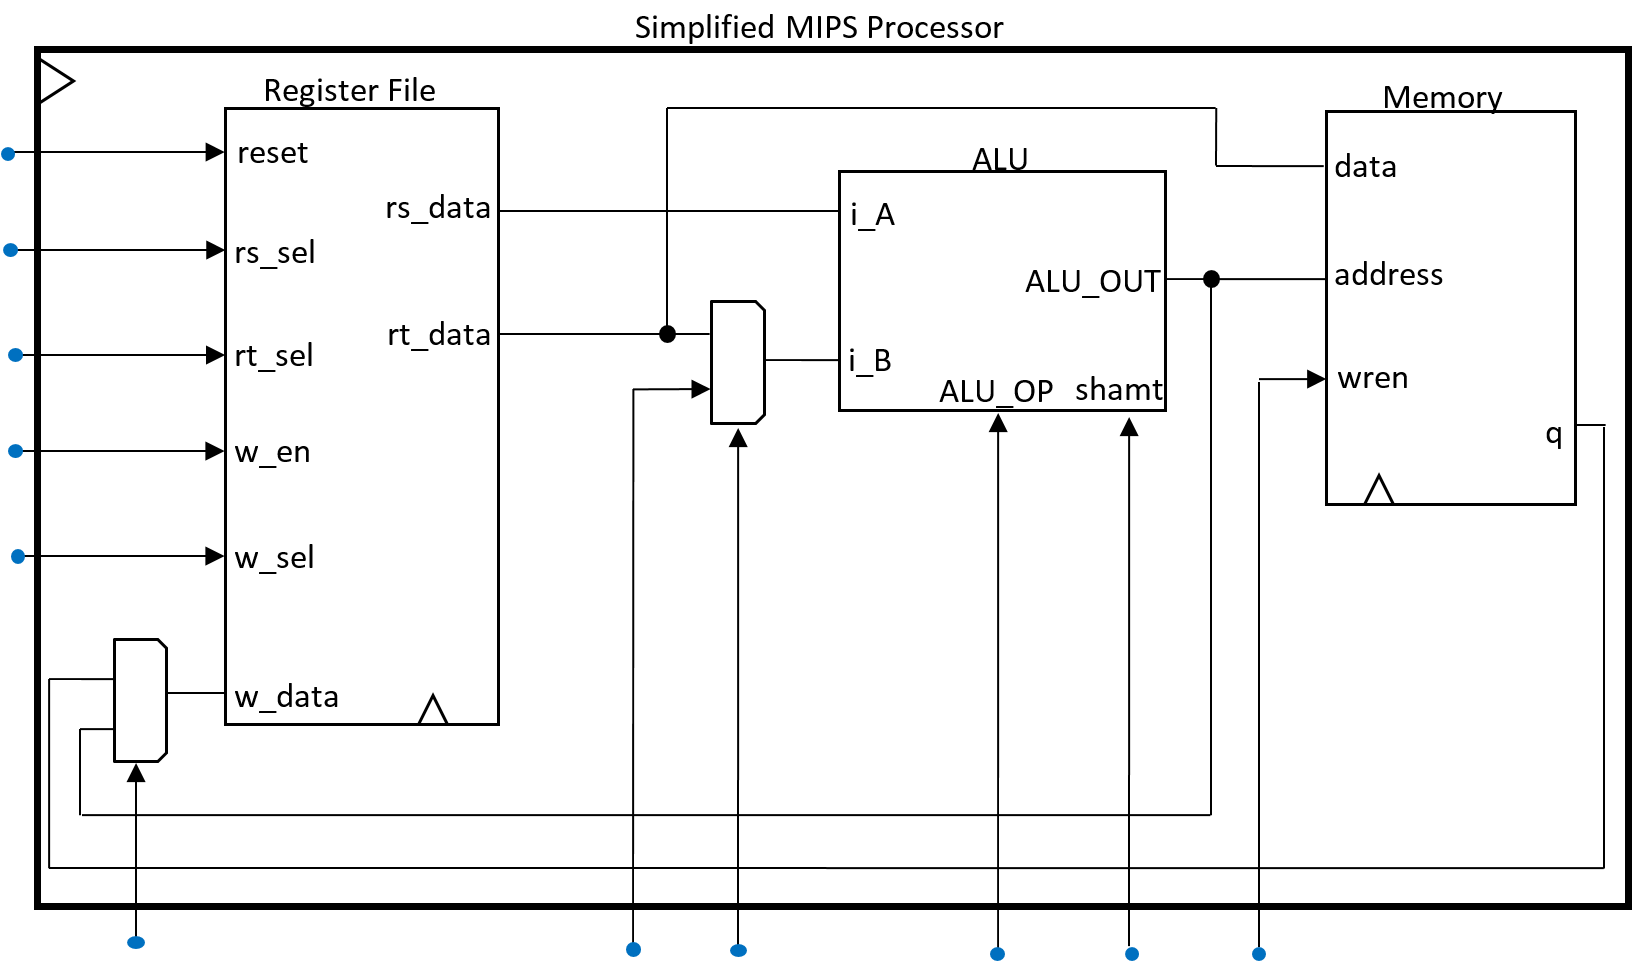 Simplified MIPS Processor
Register File
reset
rs_sel
rt_sel
w_en
w_sel
w_data
rs_data
rt_data
ALU
i_A
i_B
ALU_OUT
ALU_OP
shamt
Memory
data
address
wren
q